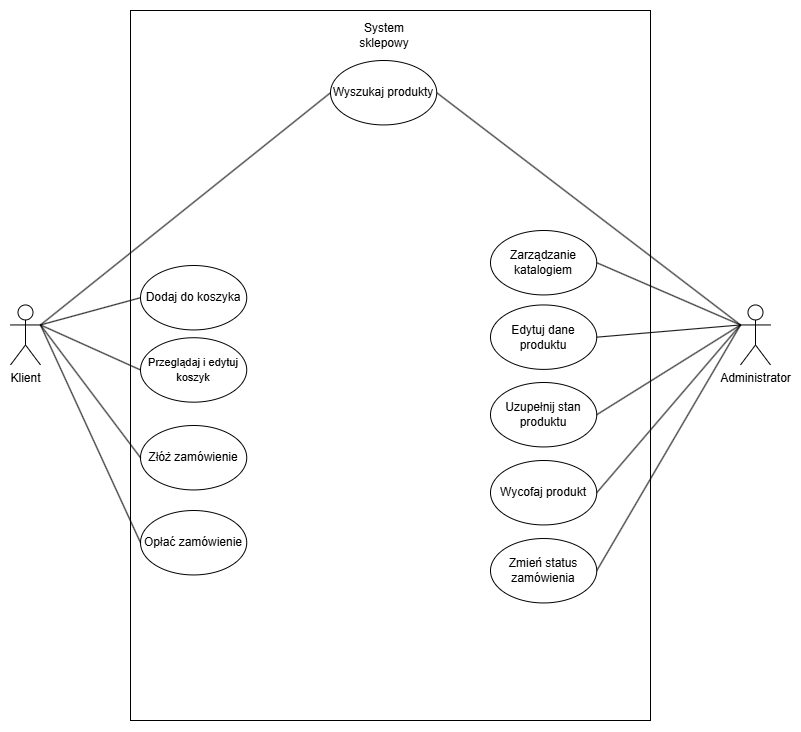 System
sklepowy
Wyszukaj produkty
Dodaj do koszyka
Przeglądaj i edytuj
koszyk
Złóż zamówienie
Opłać zamówienie
Zarządzanie
katalogiem
Edytuj dane
produktu
Uzupełnij stan
produktu
Wycofaj produkt
Zmień status
zamówienia
Klient
Administrator